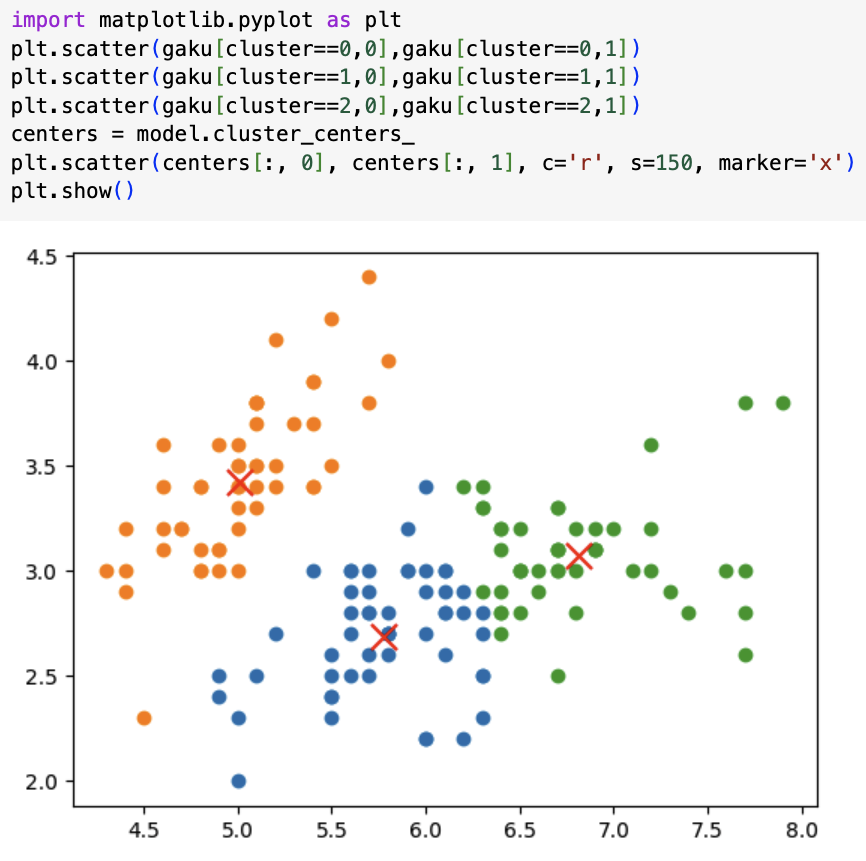 import matplotlib.pyplot as plt
plt.scatter(gaku[cluster==0,0],gaku[cluster==0,1])
plt.scatter(gaku[cluster==1,0],gaku[cluster==1,1])
plt.scatter(gaku[cluster==2,0],gaku[cluster==2,1])
centers = model.cluster_centers_
plt.scatter(centers[:, 0], centers[:, 1], c='r', s=150, marker='x')
plt.show()
4.5
4.0
3.5
3.0
2.5
2.0
4.5 5.0 5.5 6.0 6.5 7.0 7.5 8.0